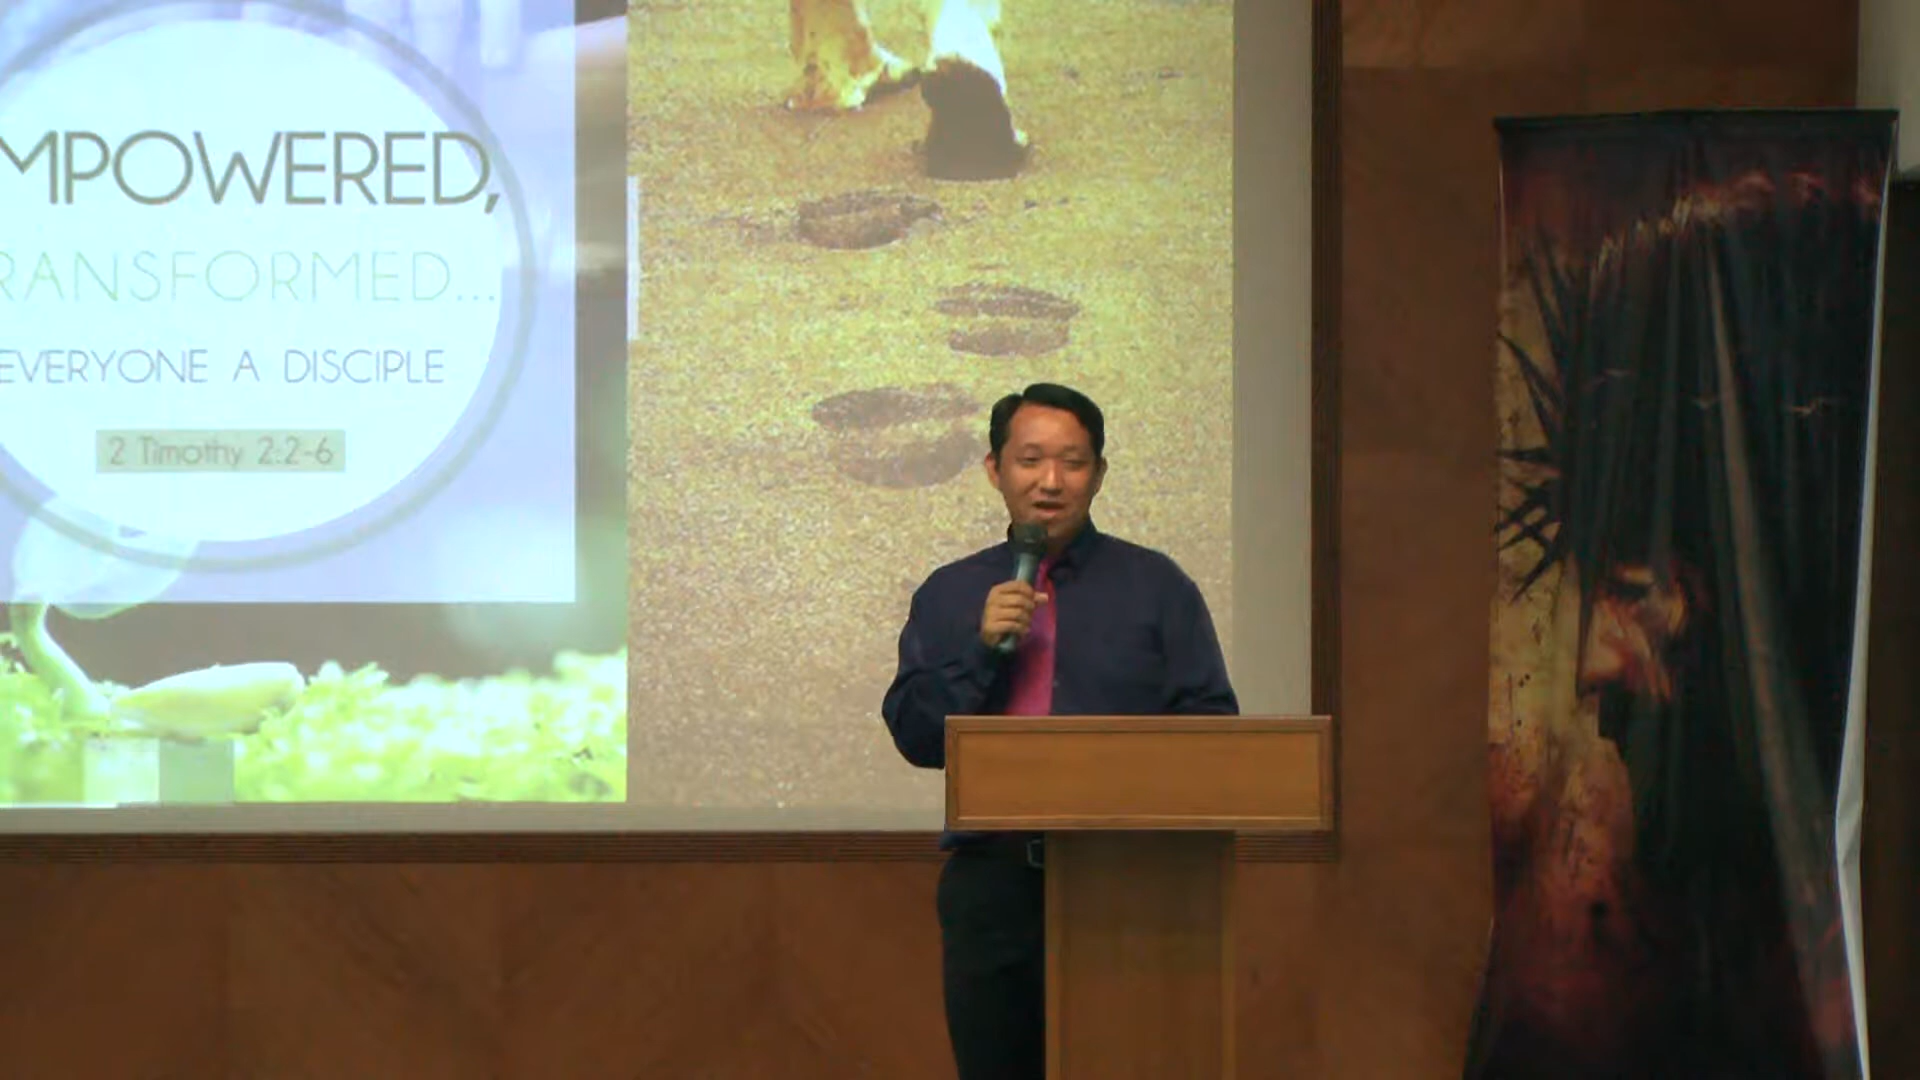 MPOWERED,
RANSFORMED...
EVERYONE A DISCIPLE
2 Timothy 2:2-6